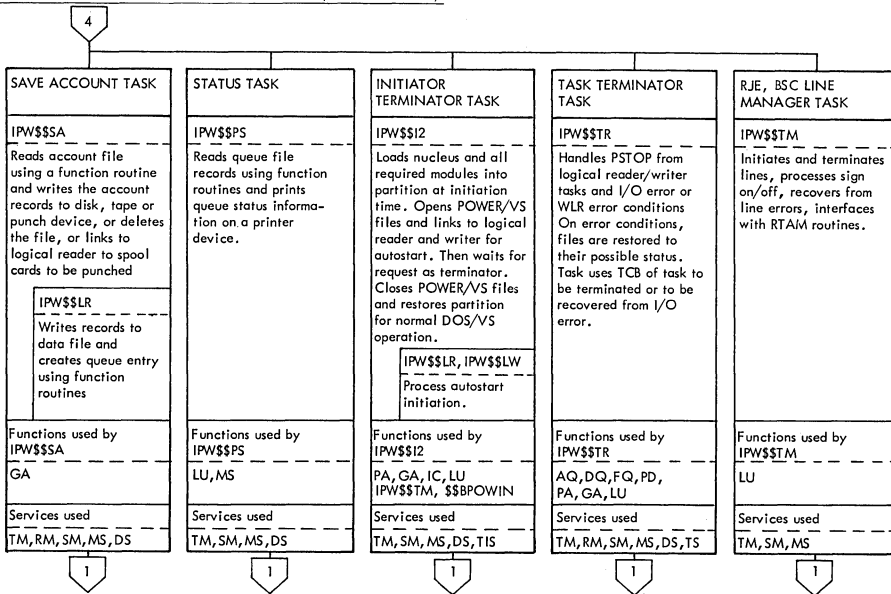 4
SAVE ACCOUNT TASK
IPW$$SA
Reads account file
using a function routine
and writes the account
records to disk, tape or
punch device, or deletes
the file, or links to
logical reader to spool
cards to be punched
IPW$$LR
Writes records to
data file and
creates queue entry
using function
routines
Functions used by
IPW$$SA
GA
Services used
TM,RM,SM,MS,DS
1
STATUS TASK
IPW$$PS
Reads queue file
records using function
routines and prints
queue status informa-
tion on a printer
device.
Functions used by
IPW$$PS
LU,MS
Services used
TM,SM,MS,DS
1
INITIATOR
TERMINATOR TASK
IPW$$I2
Loads nucleus and all
required modules into
partition at initiation
time. Opens POWER/VS
files and links to logical
reader and writer for
autostart. Then waits for
request as terminator.
Closes POWER/VS files
and restores partition
for normal DOS/VS
operation.
IPW$$LR, IPW$$LW
Process autostart
initiation.
Functions used by
IPW$$I2
PA, GA, IC, LU
IPW$$TM, $$BPOWIN
Services used
TM,SM,MS,DS,TIS
1
TASK TERMINATOR
TASK
IPW$$TR
Handles PSTOP from
logical reader/writer
tasks and I/O error or
WLR error conditions
On error conditions,
files are restored to
their possible status.
Task uses TCB of task to
be terminated or to be
recovered from I/O
error.
Functions used by
IPW$$TR
AQ,DQ,FQ,PD,
PA,GA,LU
Services used
TM,RM,SM,MS,DS,TS
1
RJE, BSC LINE
MANAGER TASK
IPW$$TM
Initiates and terminates
lines, processes sign
on/off, recovers from
line errors, interfaces
with RTAM routines.
Functions used by
IPW$$TM
LU
Services used
TM,SM,MS
1